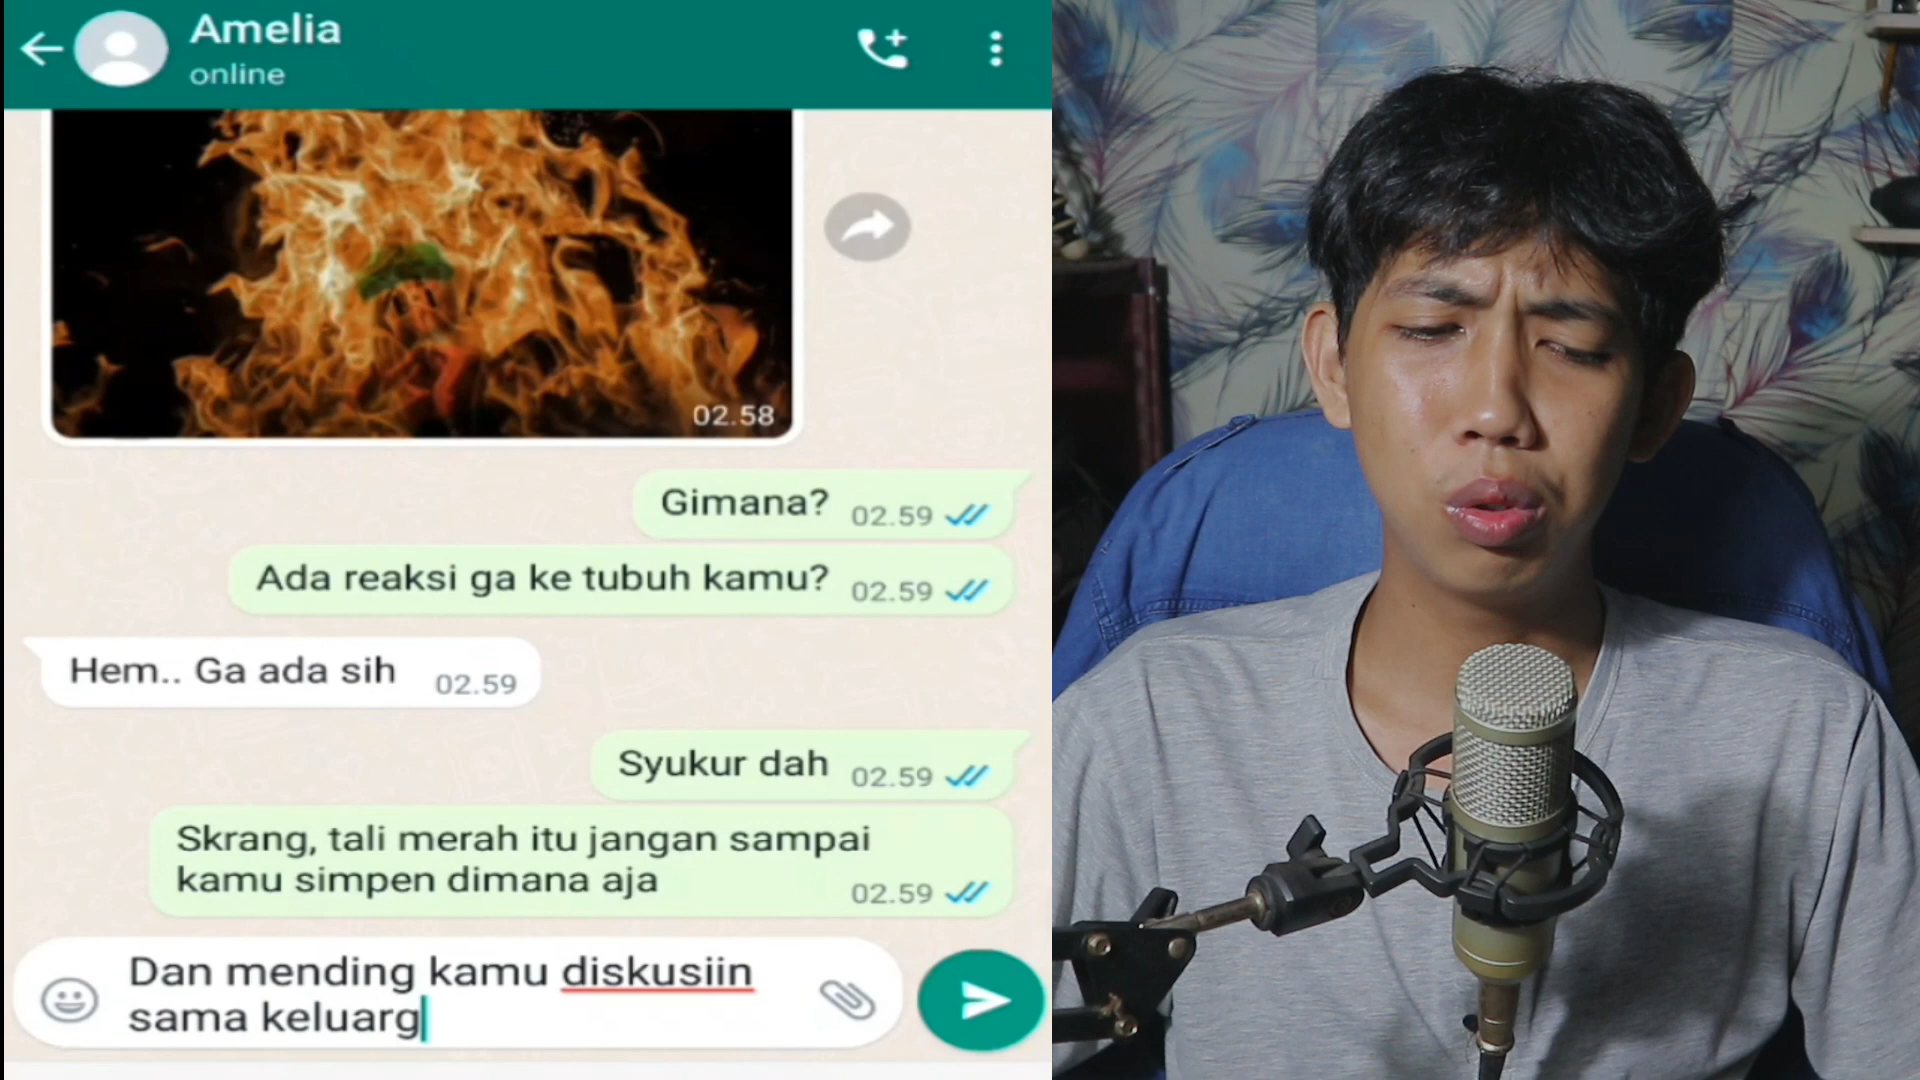 Amelia
online
02.58
Gimana? 02.59
Ada reaksi ga ke tubuh kamu? 02.59
Hem.. Ga ada sih 02.59
Syukur dah 02.59
Skrang, tali merah itu jangan sampai
kamu simpen dimana aja 02.59
Dan mending kamu diskusiin
sama keluarg